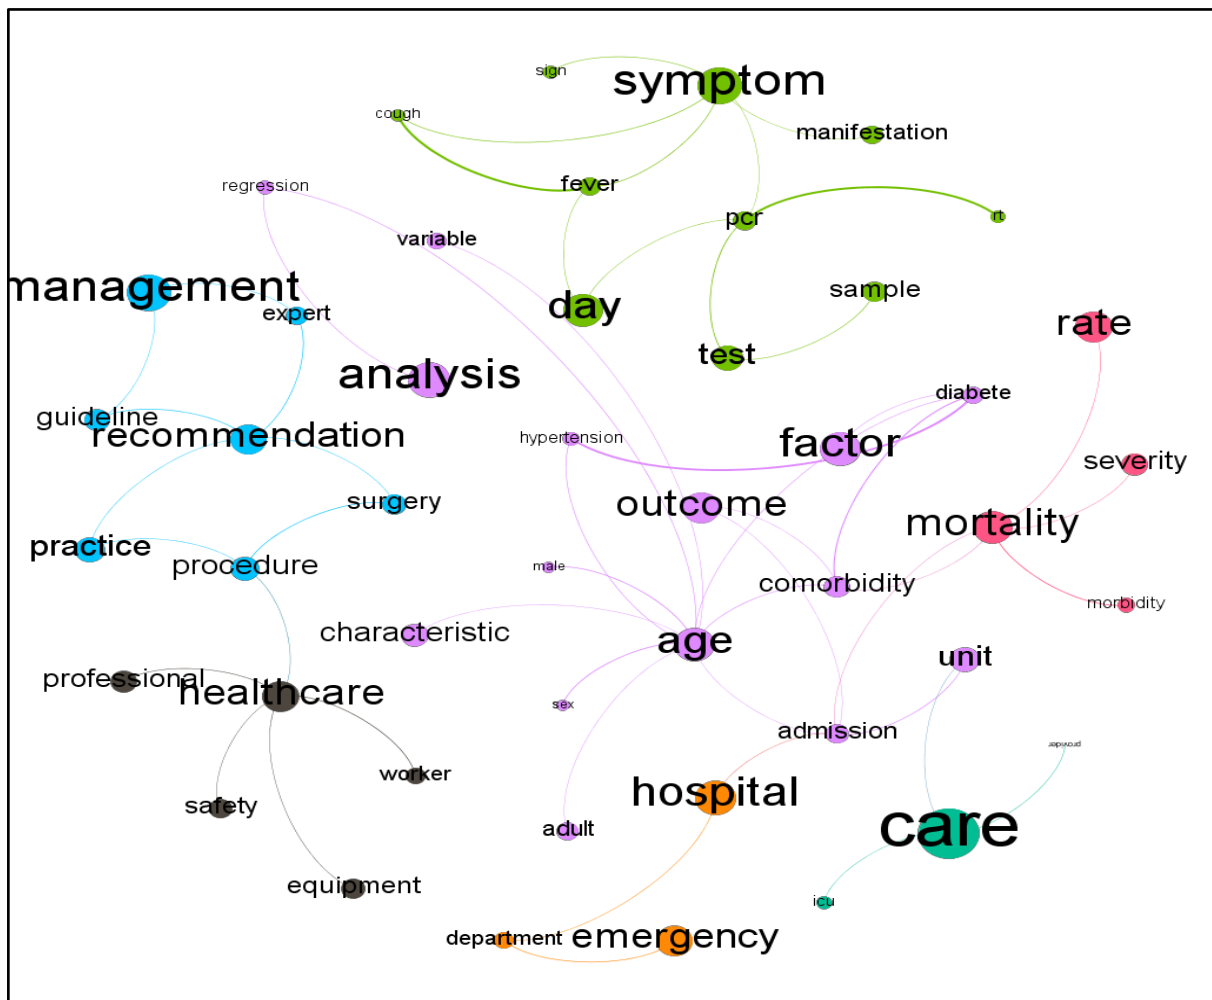 sign
symptom
cough
manifestation
fever
regression
pcr
rt
variable
management
expert
day
sample
rate
test
analysis
diabete
guideline
recommendation
hypertension
factor
severity
surgery
outcome
mortality
practice
procedure
male
comorbidity
morbidity
characteristic
age
unit
professional
healthcare
sex
admission
provider
worker
hospital
safety
adult
care
equipment
icu
department
emergency